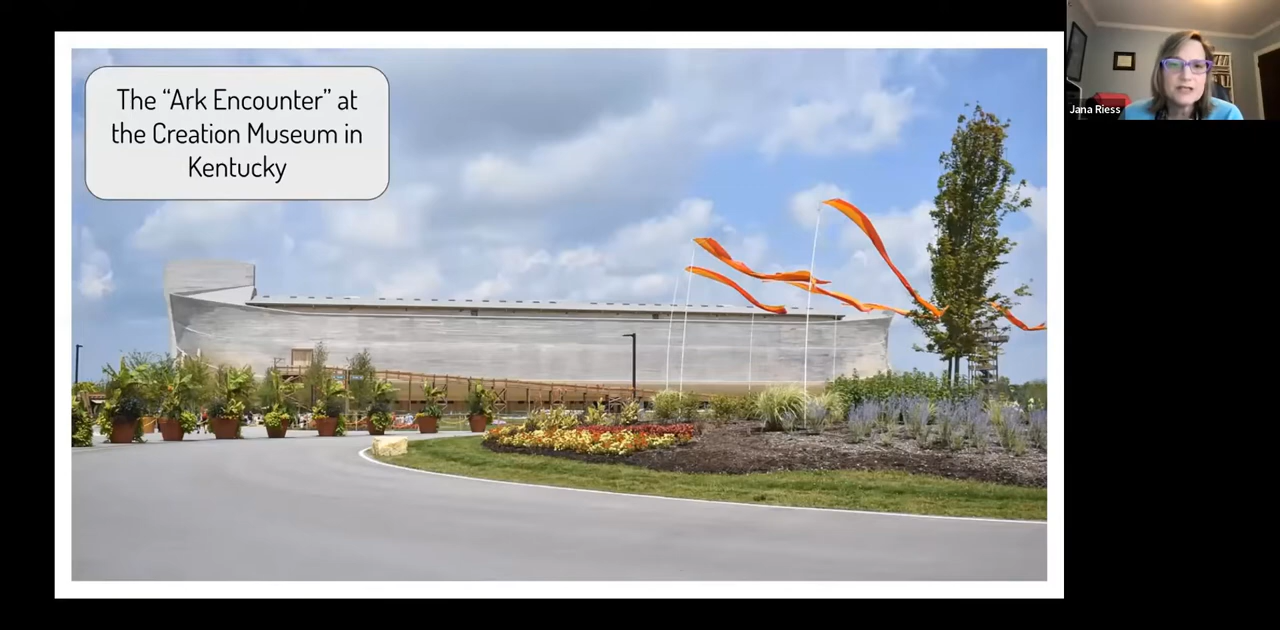 The “Ark Encounter” at
the Creation Museum in
Kentucky
Jana Riess